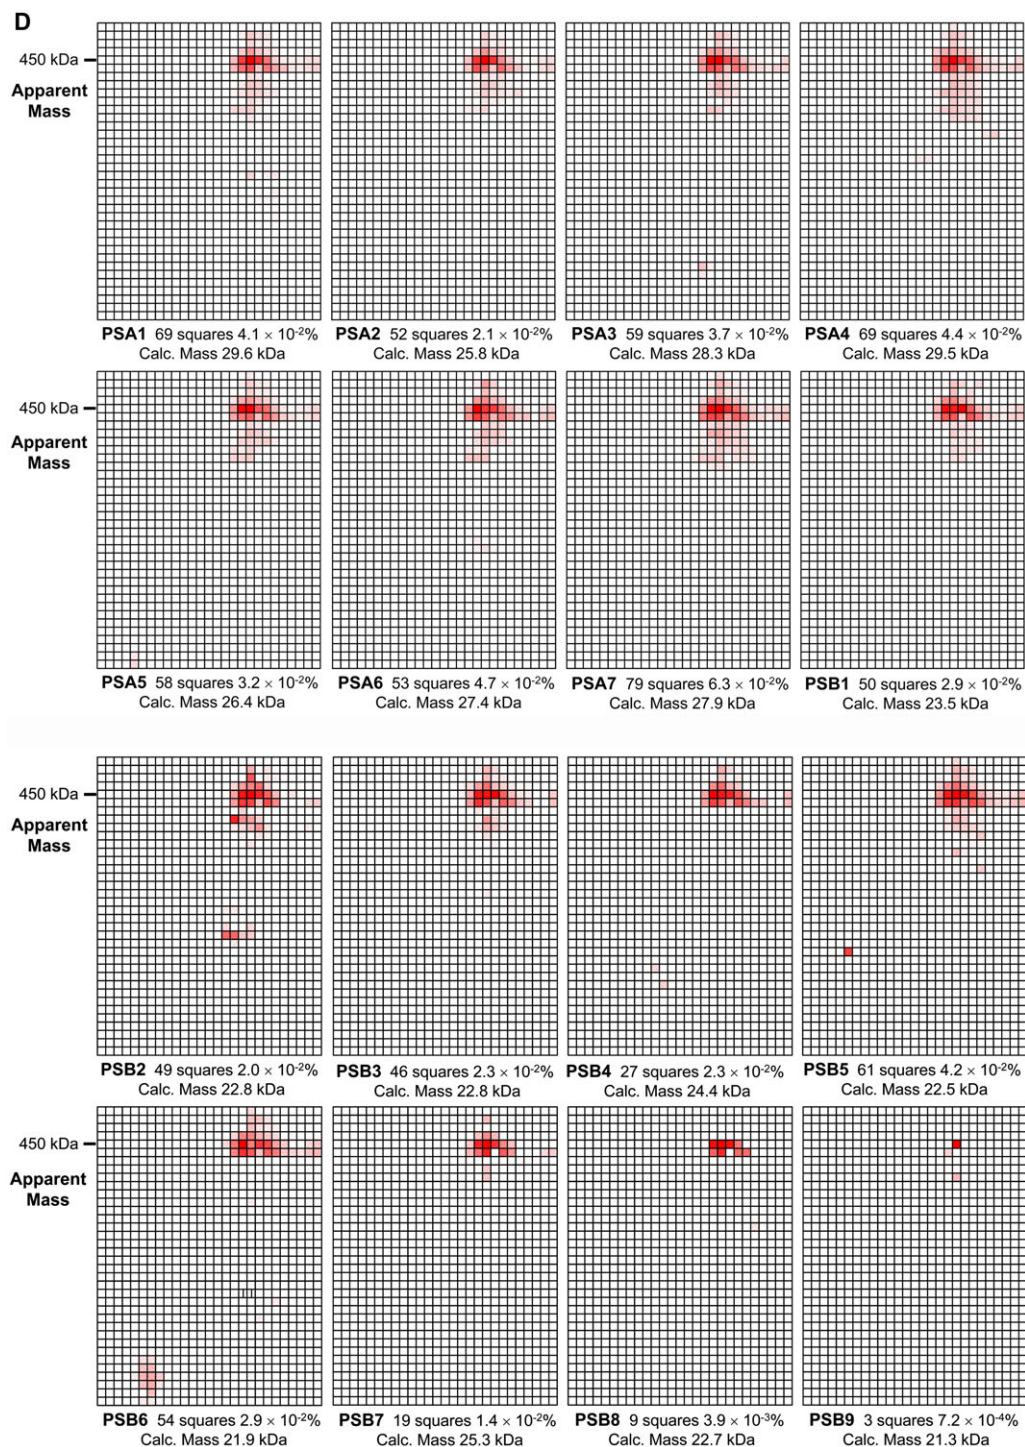 D
450 kDa
Apparent
Mass
PSA1 69 squares 4.1 × 10⁻²%
Calc. Mass 29.6 kDa
PSA2 52 squares 2.1 × 10⁻²%
Calc. Mass 25.8 kDa
PSA3 59 squares 3.7 × 10⁻²%
Calc. Mass 28.3 kDa
PSA4 69 squares 4.4 × 10⁻²%
Calc. Mass 29.5 kDa
450 kDa
Apparent
Mass
PSA5 58 squares 3.2 × 10⁻²%
Calc. Mass 26.4 kDa
PSA6 53 squares 4.7 × 10⁻²%
Calc. Mass 27.4 kDa
PSA7 79 squares 6.3 × 10⁻²%
Calc. Mass 27.9 kDa
PSB1 50 squares 2.9 × 10⁻²%
Calc. Mass 23.5 kDa
450 kDa
Apparent
Mass
PSB2 49 squares 2.0 × 10⁻²%
Calc. Mass 22.8 kDa
PSB3 46 squares 2.3 × 10⁻²%
Calc. Mass 22.8 kDa
PSB4 27 squares 2.3 × 10⁻²%
Calc. Mass 24.4 kDa
PSB5 61 squares 4.2 × 10⁻²%
Calc. Mass 22.5 kDa
450 kDa
Apparent
Mass
PSB6 54 squares 2.9 × 10⁻²%
Calc. Mass 21.9 kDa
PSB7 19 squares 1.4 × 10⁻²%
Calc. Mass 25.3 kDa
PSB8 9 squares 3.9 × 10⁻³%
Calc. Mass 22.7 kDa
PSB9 3 squares 7.2 × 10⁻⁴%
Calc. Mass 21.3 kDa